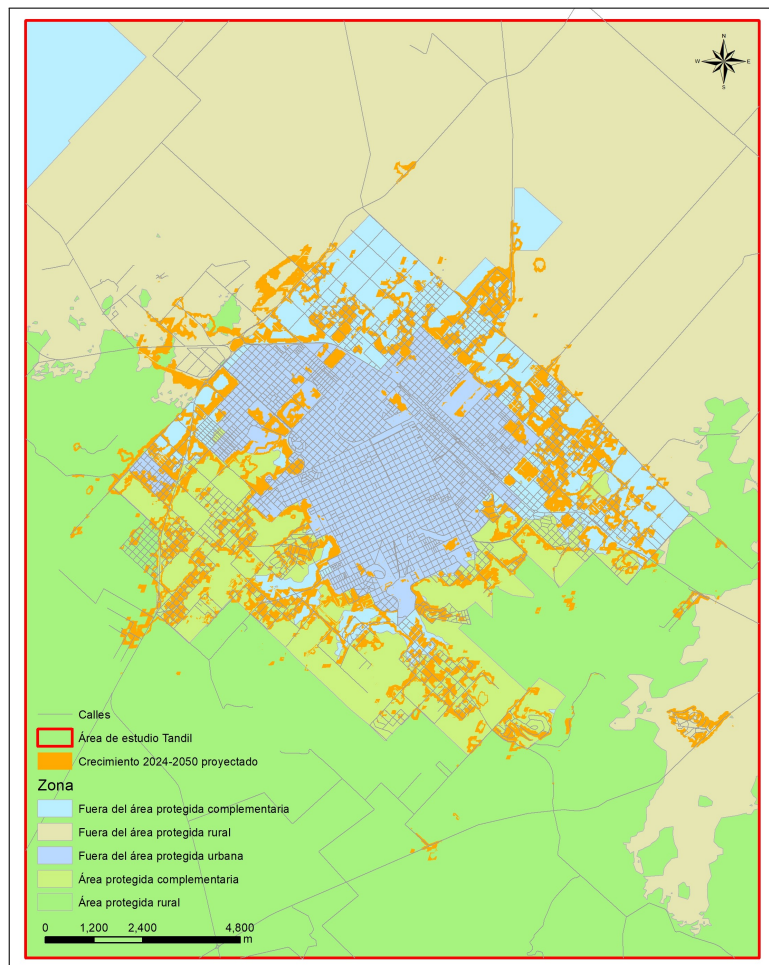 N
W
E
S
Calles
Área de estudio Tandil
Crecimiento 2024-2050 proyectado
Zona
Fuera del área protegida complementaria
Fuera del área protegida rural
Fuera del área protegida urbana
Área protegida complementaria
Área protegida rural
0 1,200 2,400 4,800
m